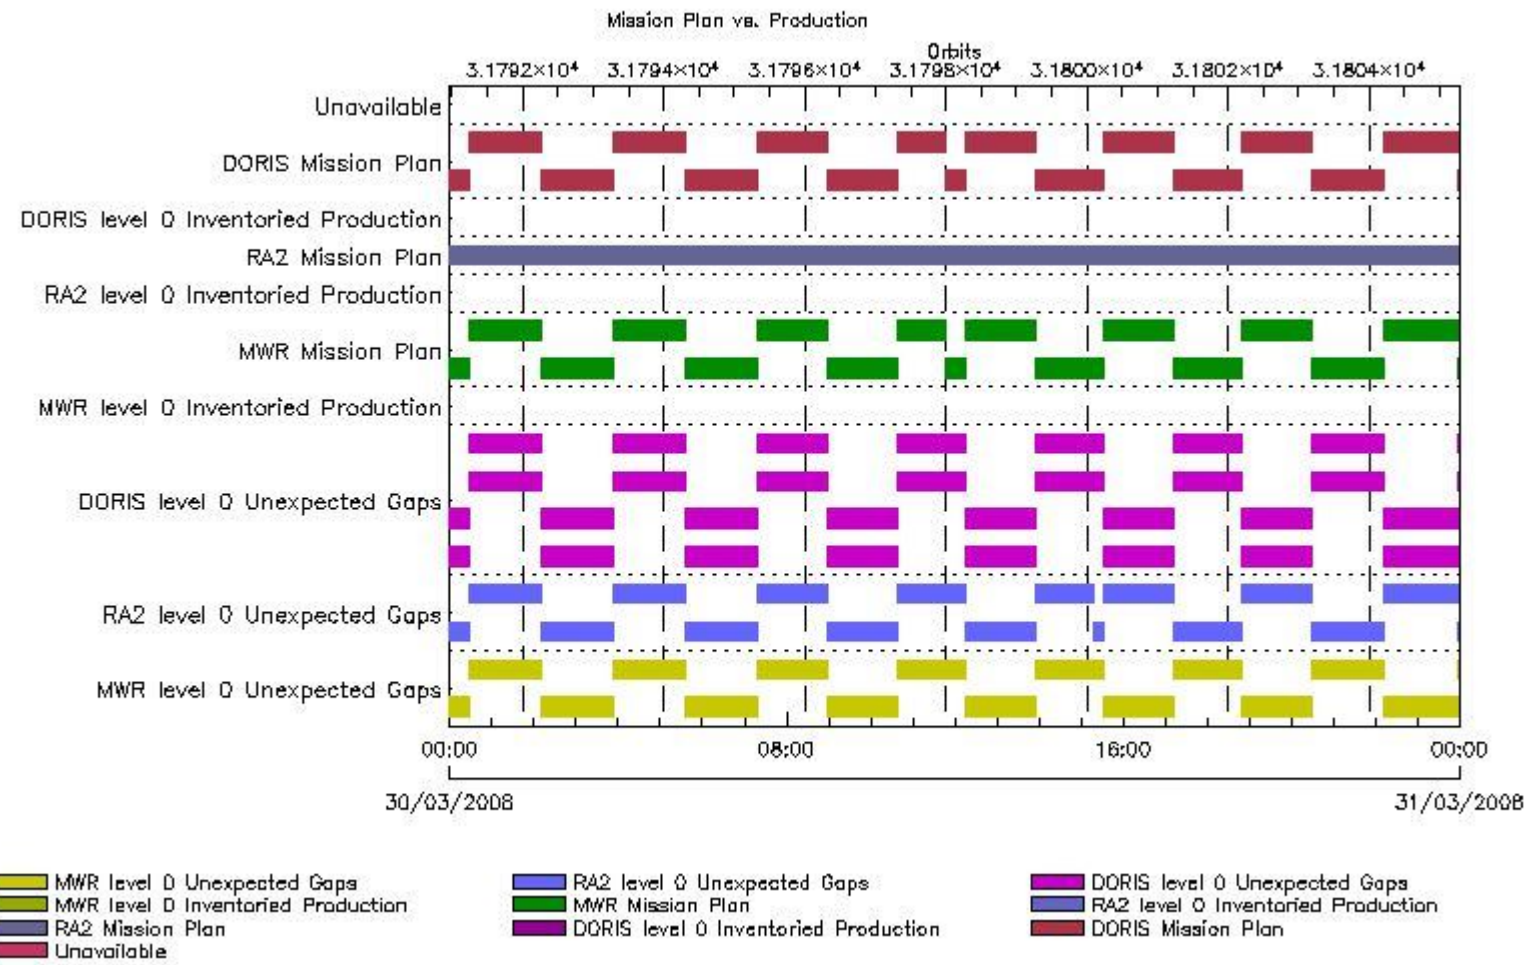 Mission Plan vs. Production
Orbits
3.1792×10⁴ 3.1794×10⁴ 3.1796×10⁴ 3.1798×10⁴ 3.1800×10⁴ 3.1802×10⁴ 3.1804×10⁴
Unavailable
DORIS Mission Plan
DORIS level 0 Inventoried Production
RA2 Mission Plan
RA2 level 0 Inventoried Production
MWR Mission Plan
MWR level 0 Inventoried Production
DORIS level 0 Unexpected Gaps
RA2 level 0 Unexpected Gaps
MWR level 0 Unexpected Gaps
00:00 08:00 16:00 00:00
30/03/2008 31/03/2008
MWR level 0 Unexpected Gaps RA2 level 0 Unexpected Gaps DORIS level 0 Unexpected Gaps
MWR level 0 Inventoried Production MWR Mission Plan RA2 level 0 Inventoried Production
RA2 Mission Plan DORIS level 0 Inventoried Production DORIS Mission Plan
Unavailable